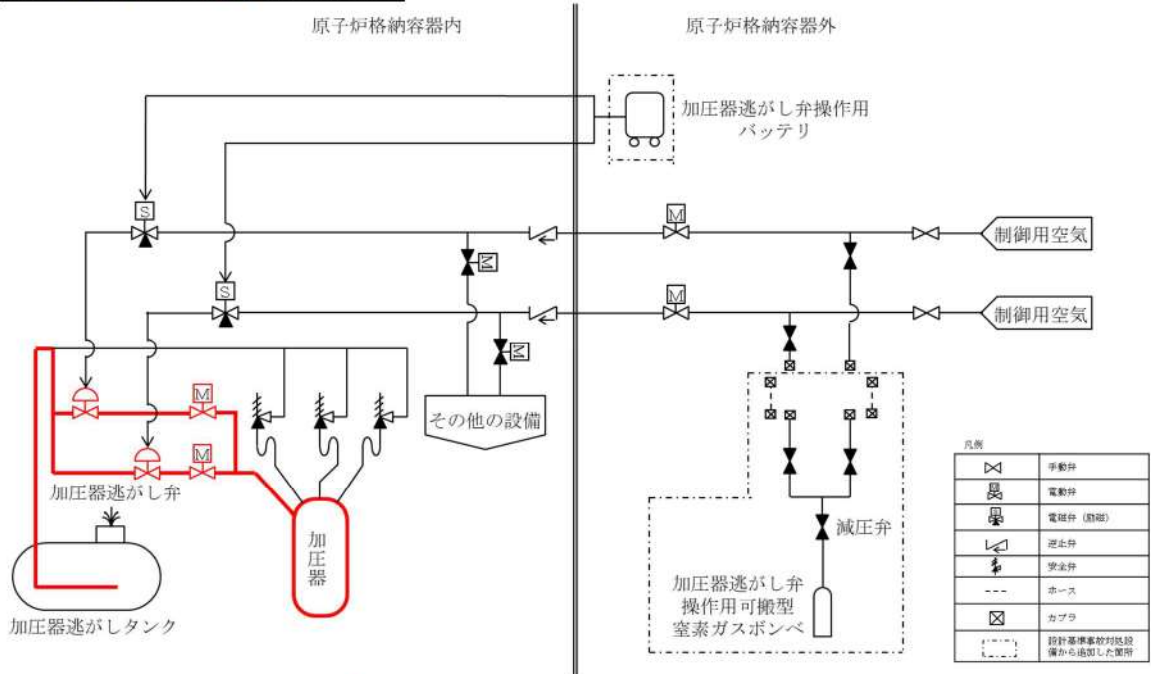 原子炉格納容器内
原子炉格納容器外
加圧器逃がし弁操作用
バッテリ
S
M
制御用空気
M
S
M
制御用空気
M
M
その他の設備
M
加圧器逃がし弁
加圧器
加圧器逃がしタンク
減圧弁
加圧器逃がし弁
操作用可搬型
窒素ガスボンベ
凡例
手動弁
電動弁
電磁弁（励磁）
逆止弁
安全弁
ホース
カプラ
設計基準事故対処設
備から追加した箇所